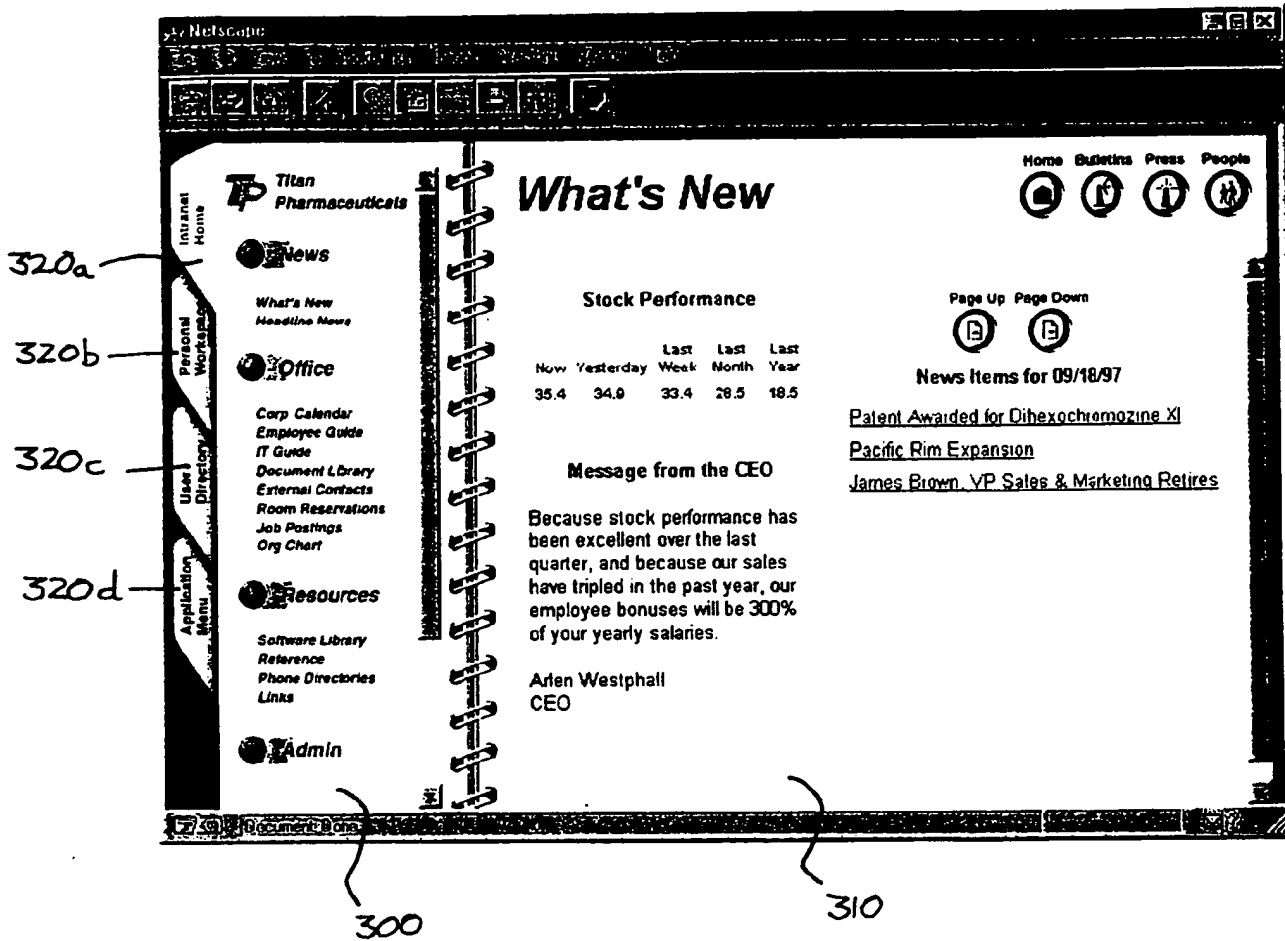 Netscape
Intranet
Home
Personal
Workspace
User
Directory
Application
Menu
320a
320b
320c
320d
TP
Titan
Pharmaceuticals
News
What's New
Headline News
Office
Corp Calendar
Employee Guide
IT Guide
Document Library
External Contacts
Room Reservations
Job Postings
Org Chart
Resources
Software Library
Reference
Phone Directories
Links
Admin
What's New
Home Bulletins Press People
Stock Performance
Last Last Last
Now Yesterday Week Month Year
35.4 34.9 33.4 28.5 18.5
Message from the CEO
Because stock performance has
been excellent over the last
quarter, and because our sales
have tripled in the past year, our
employee bonuses will be 300%
of your yearly salaries.
Arlen Westphall
CEO
Page Up Page Down
News Items for 09/18/97
Patent Awarded for Dihexochromozine XI
Pacific Rim Expansion
James Brown, VP Sales & Marketing Retires
Document: Done
300
310